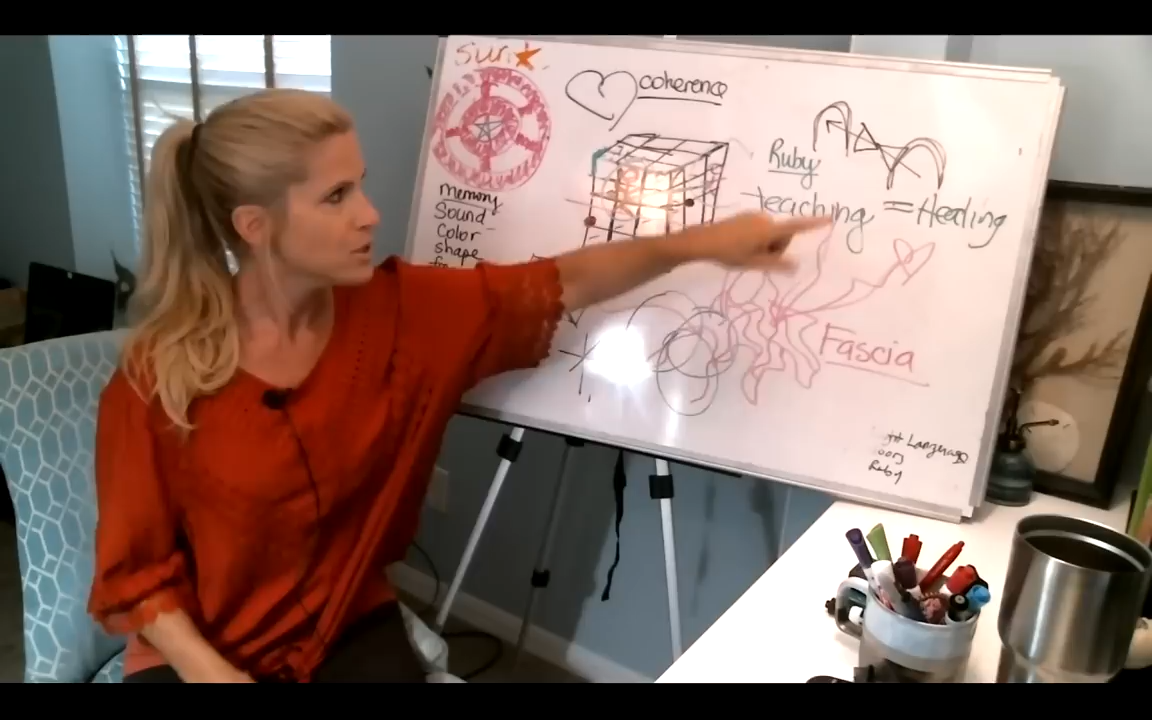 Sun
coherence
Ruby
teaching = Healing
memory
Sound
Color
shape
Fascia
Language
Ruby